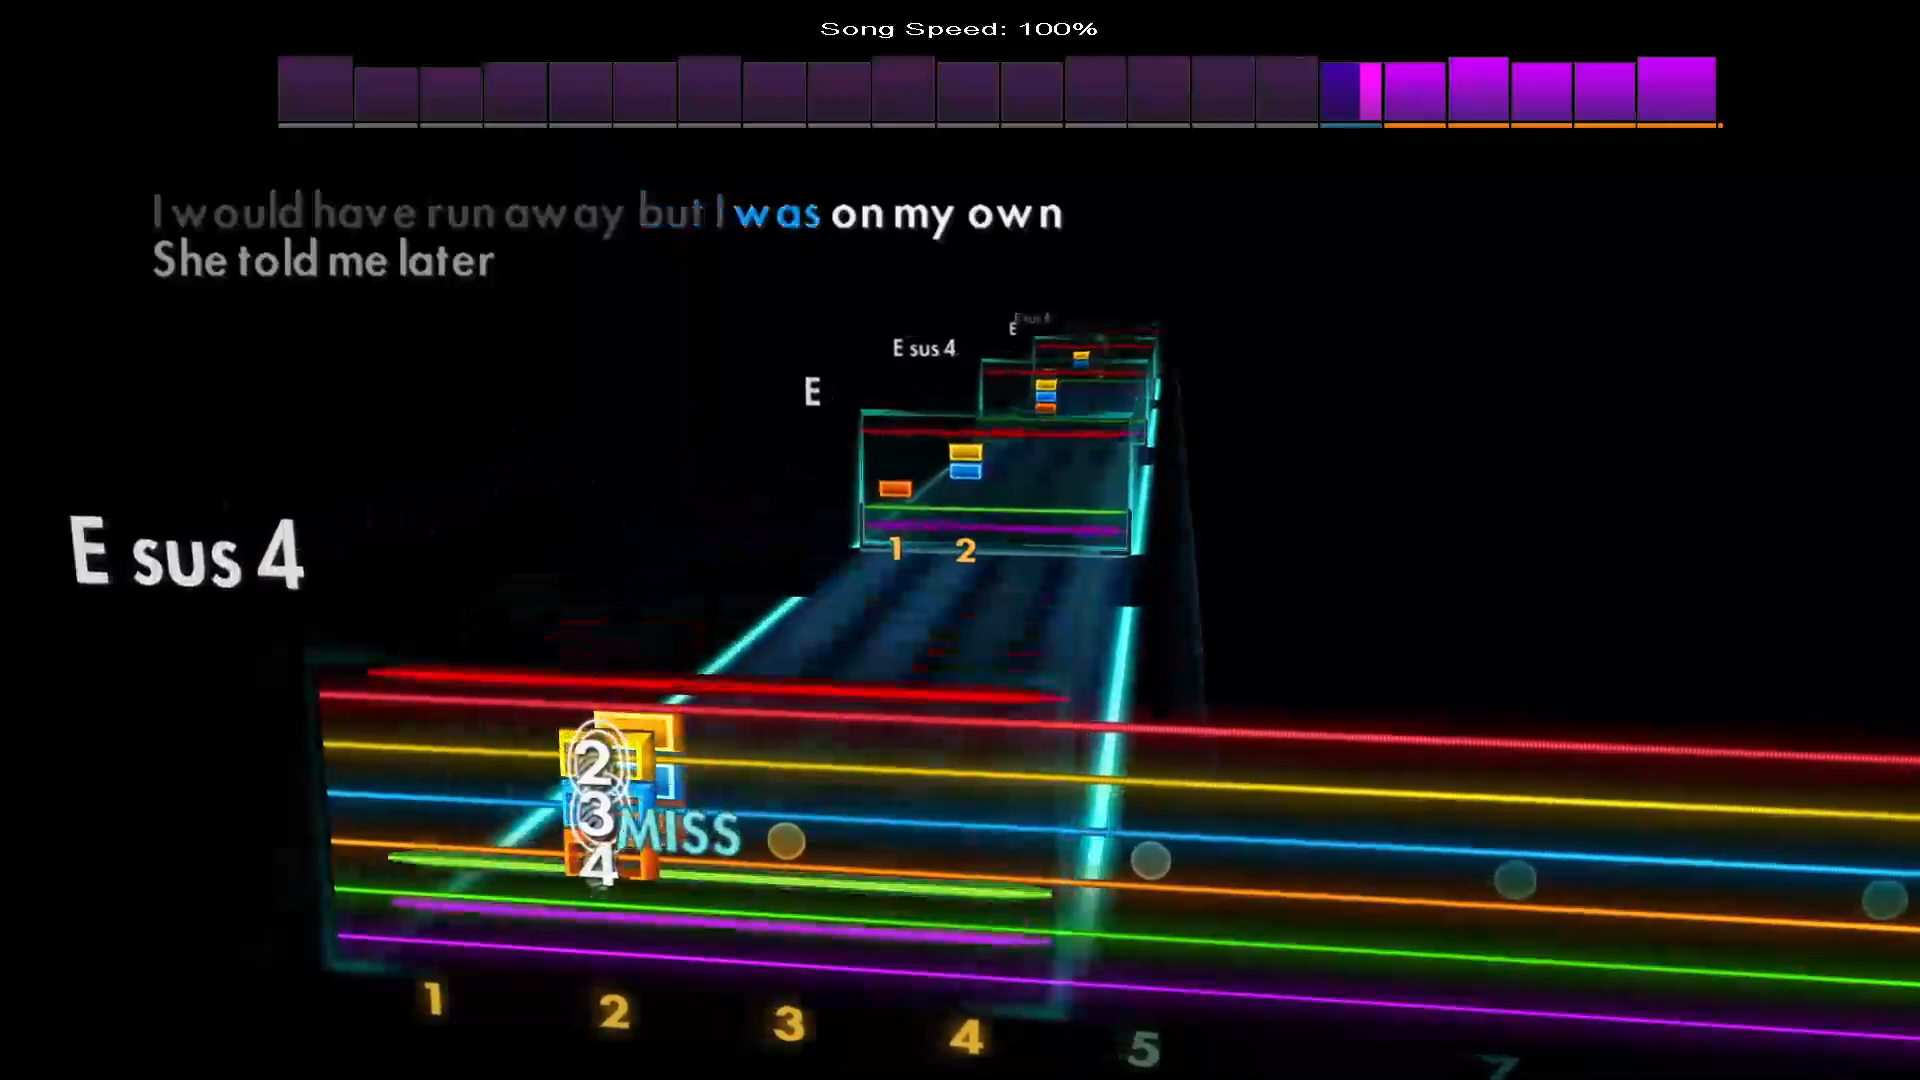 Song Speed: 100%
I would have run away but I was on my own
She told me later
E sus 4
E
E sus 4
E
E sus 4
1 2
2
3
MISS
4
1 2 3 4 5 7